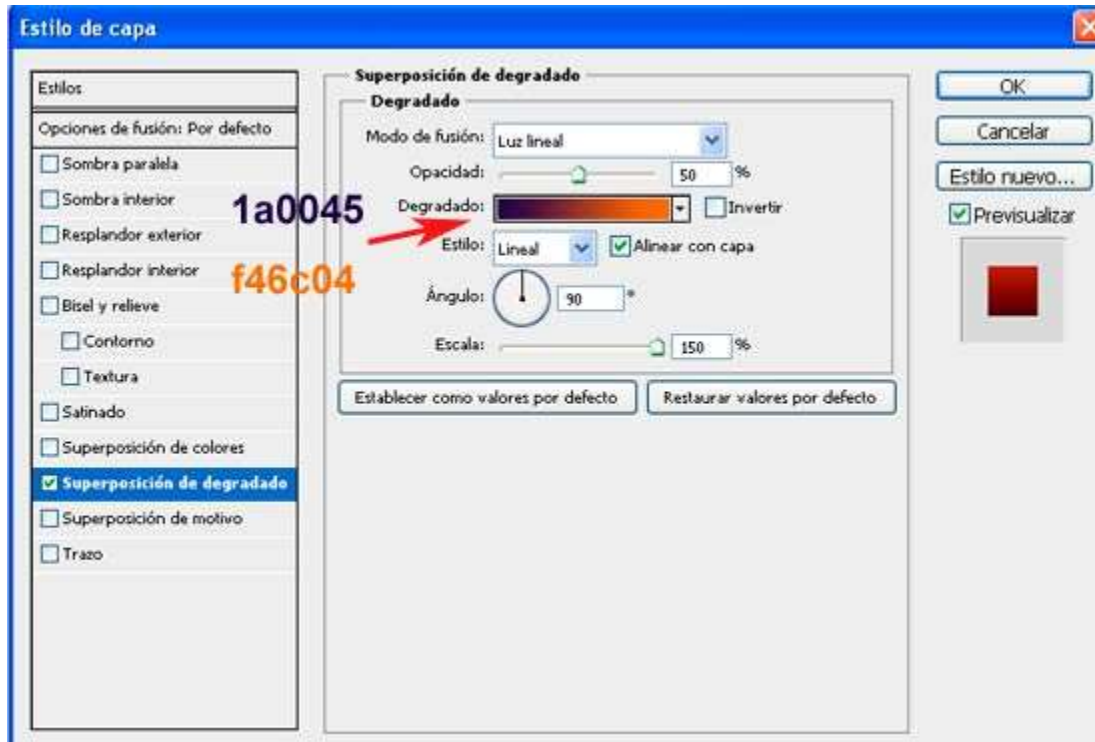 Estilo de capa
Estilos
Opciones de fusión: Por defecto
Sombra paralela
Sombra interior
Resplandor exterior
Resplandor interior
Bisel y relieve
Contorno
Textura
Satinado
Superposición de colores
Superposición de degradado
Superposición de motivo
Trazo
1a0045
f46c04
Superposición de degradado
Degradado
Modo de fusión: Luz lineal
Opacidad: 50 %
Degradado: Invertir
Estilo: Lineal Alinear con capa
Ángulo: 90 °
Escala: 150 %
Establecer como valores por defecto Restaurar valores por defecto
OK
Cancelar
Estilo nuevo...
Previsualizar